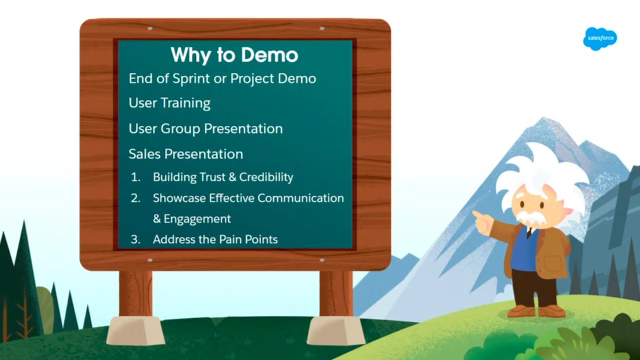 Why to Demo
End of Sprint or Project Demo
User Training
User Group Presentation
Sales Presentation
1. Building Trust & Credibility
2. Showcase Effective Communication
& Engagement
3. Address the Pain Points
salesforce